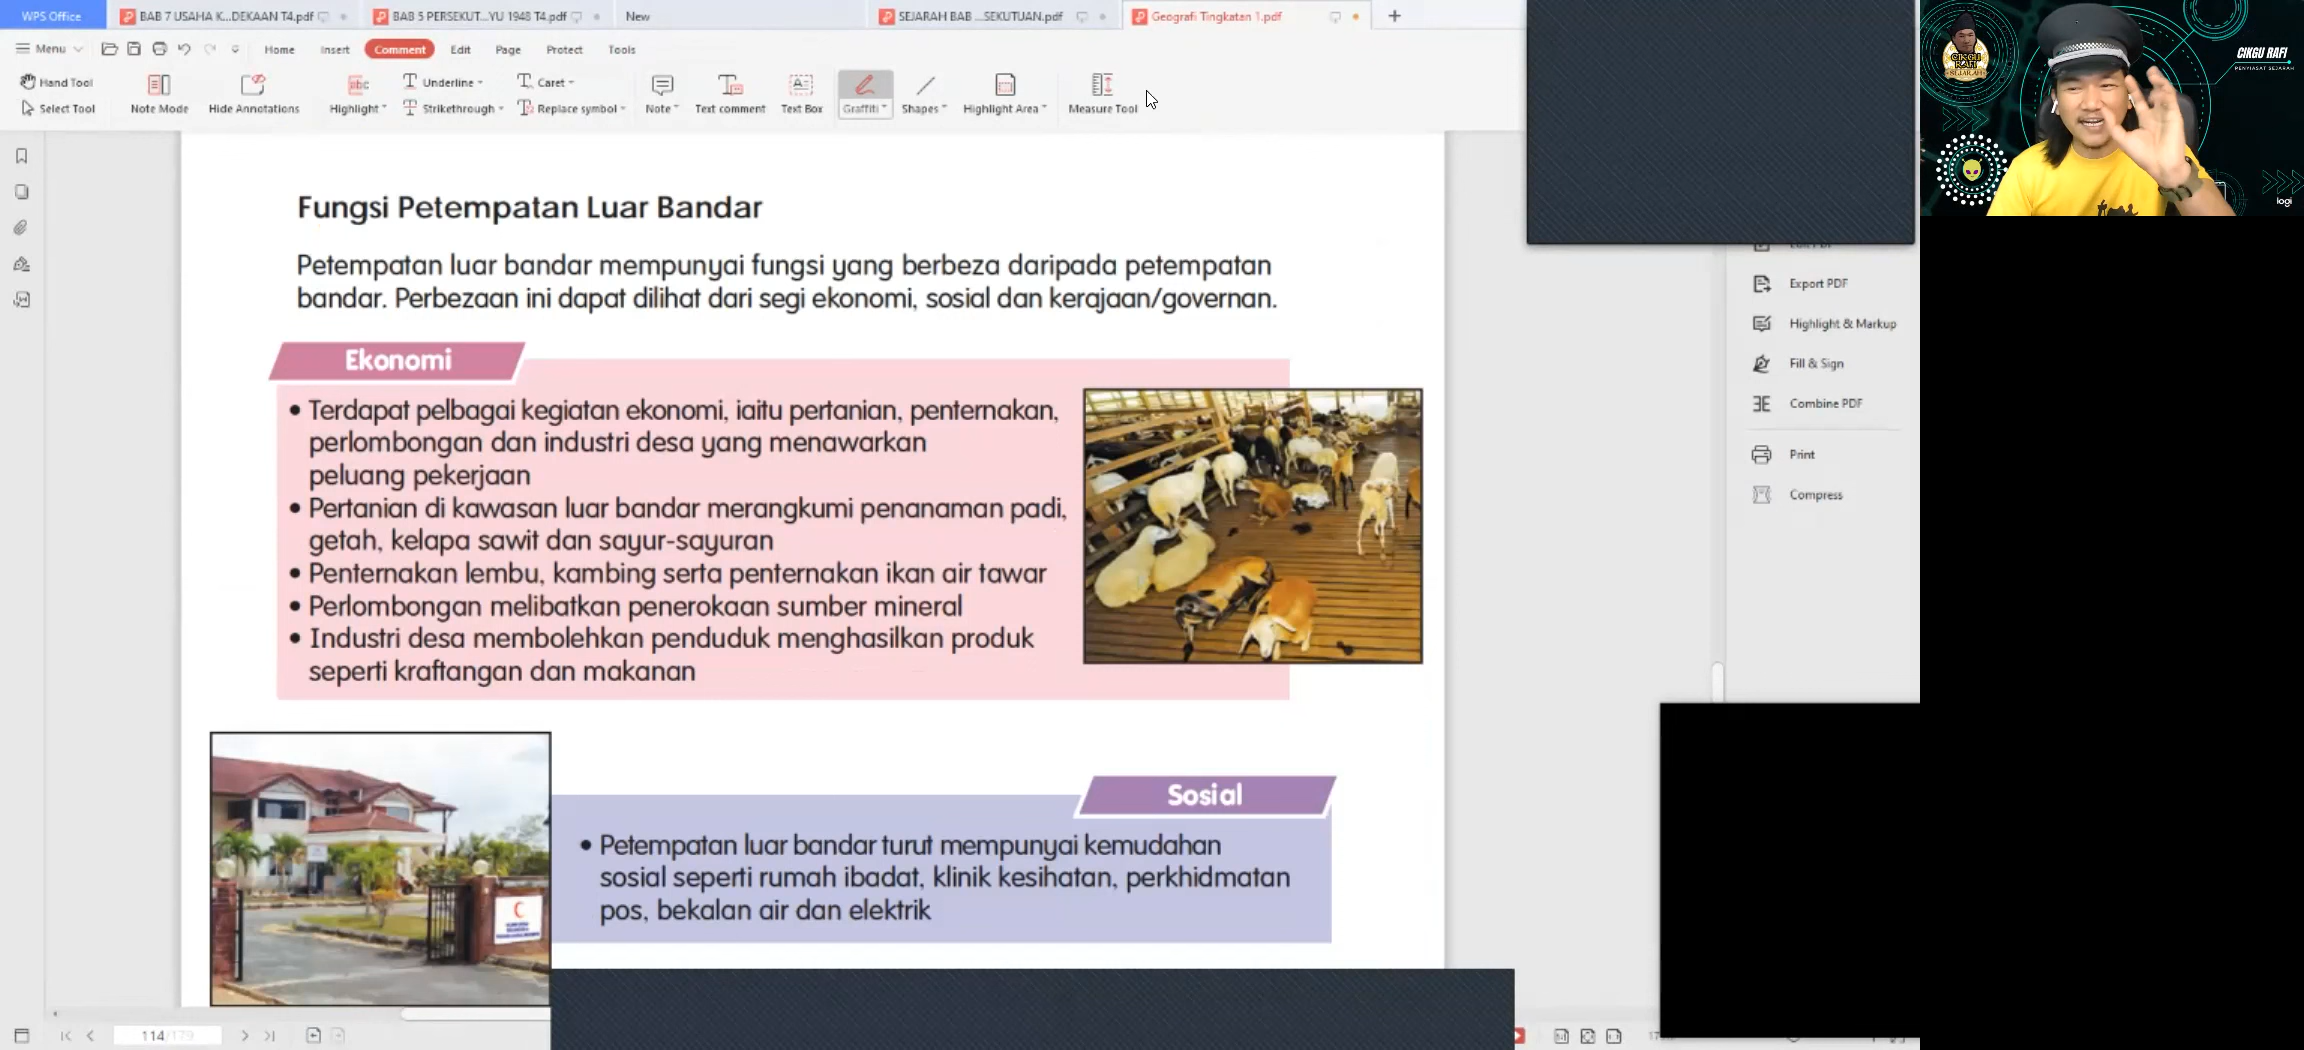 WPS Office
BAB 7 USAHA K...DEKAAN T4.pdf
BAB 5 PERSEKUT...YU 1948 T4.pdf
New
SEJARAH BAB ...SEKUTUAN.pdf
Geografi Tingkatan 1.pdf
Menu
Home
Insert
Comment
Edit
Page
Protect
Tools
Hand Tool
Select Tool
Note Mode
Hide Annotations
Highlight
Underline
Strikethrough
Caret
Replace symbol
Note
Text comment
Text Box
Graffiti
Shapes
Highlight Area
Measure Tool
CIKGU
RAFI
SEJARAH
CIKGU RAFI
PENYIASAT SEJARAH
logi
Fungsi Petempatan Luar Bandar
Petempatan luar bandar mempunyai fungsi yang berbeza daripada petempatan
bandar. Perbezaan ini dapat dilihat dari segi ekonomi, sosial dan kerajaan/governan.
Ekonomi
• Terdapat pelbagai kegiatan ekonomi, iaitu pertanian, penternakan,
perlombongan dan industri desa yang menawarkan
peluang pekerjaan
• Pertanian di kawasan luar bandar merangkumi penanaman padi,
getah, kelapa sawit dan sayur-sayuran
• Penternakan lembu, kambing serta penternakan ikan air tawar
• Perlombongan melibatkan penerokaan sumber mineral
• Industri desa membolehkan penduduk menghasilkan produk
seperti kraftangan dan makanan
Sosial
• Petempatan luar bandar turut mempunyai kemudahan
sosial seperti rumah ibadat, klinik kesihatan, perkhidmatan
pos, bekalan air dan elektrik
Export PDF
Highlight & Markup
Fill & Sign
Combine PDF
Print
Compress
114/179